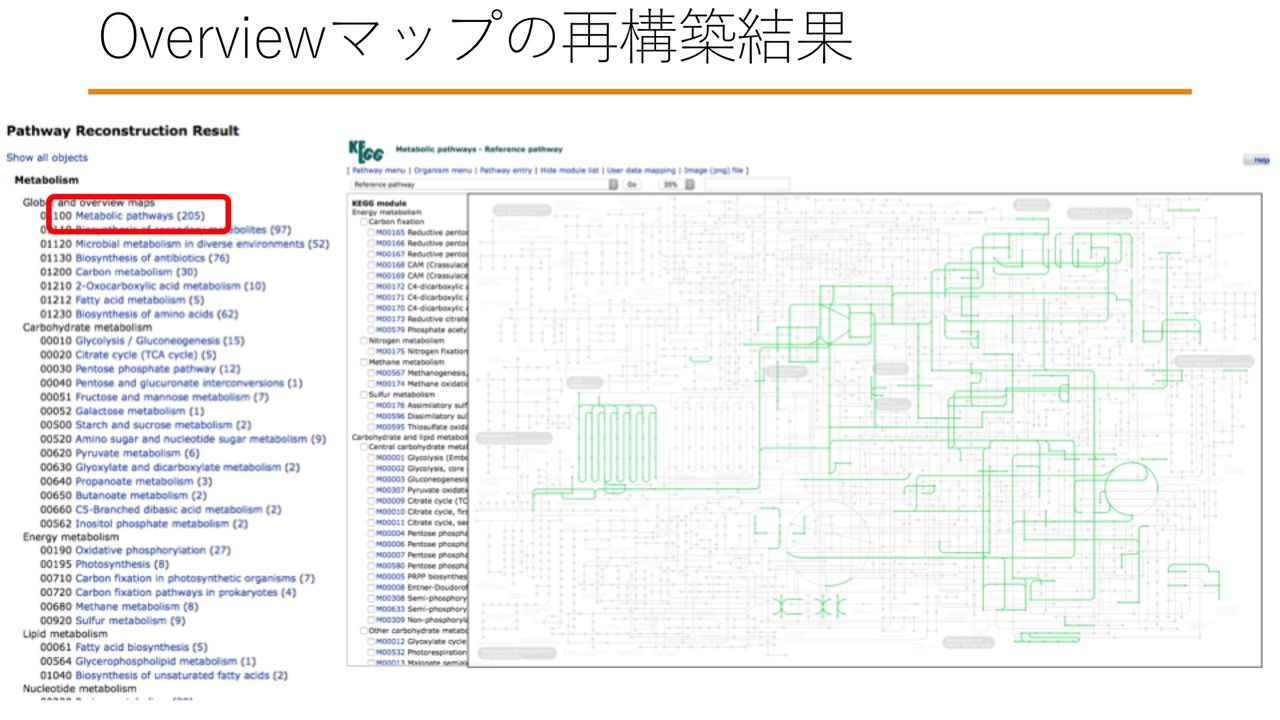 Overviewマップの再構築結果
Pathway Reconstruction Result
Show all objects
Metabolism
Global and overview maps
01100 Metabolic pathways (205)
01110 Biosynthesis of secondary metabolites (97)
01120 Microbial metabolism in diverse environments (52)
01130 Biosynthesis of antibiotics (76)
01200 Carbon metabolism (30)
01210 2-Oxocarboxylic acid metabolism (10)
01212 Fatty acid metabolism (5)
01230 Biosynthesis of amino acids (62)
Carbohydrate metabolism
00010 Glycolysis / Gluconeogenesis (15)
00020 Citrate cycle (TCA cycle) (5)
00030 Pentose phosphate pathway (12)
00040 Pentose and glucuronate interconversions (1)
00051 Fructose and mannose metabolism (7)
00052 Galactose metabolism (1)
00500 Starch and sucrose metabolism (2)
00520 Amino sugar and nucleotide sugar metabolism (9)
00620 Pyruvate metabolism (6)
00630 Glyoxylate and dicarboxylate metabolism (2)
00640 Propanoate metabolism (3)
00650 Butanoate metabolism (2)
00660 C5-Branched dibasic acid metabolism (2)
00562 Inositol phosphate metabolism (2)
Energy metabolism
00190 Oxidative phosphorylation (27)
00195 Photosynthesis (8)
00710 Carbon fixation in photosynthetic organisms (7)
00720 Carbon fixation pathways in prokaryotes (4)
00680 Methane metabolism (8)
00920 Sulfur metabolism (9)
Lipid metabolism
00061 Fatty acid biosynthesis (5)
00564 Glycerophospholipid metabolism (1)
01040 Biosynthesis of unsaturated fatty acids (2)
Nucleotide metabolism
KEGG
Metabolic pathways - Reference pathway
Help
[ Pathway menu | Organism menu | Pathway entry | Hide module list | User data mapping | Image (png) file ]
Reference pathway Go 35%
KEGG module
Energy metabolism
Carbon fixation
M00165 Reductive pento
M00166 Reductive pento
M00167 Reductive pento
M00168 CAM (Crassulace
M00169 CAM (Crassulace
M00172 C4-dicarboxylic a
M00171 C4-dicarboxylic a
M00170 C4-dicarboxylic a
M00173 Reductive citrate
M00579 Phosphate acety
Nitrogen metabolism
M00175 Nitrogen fixation
Methane metabolism
M00567 Methanogenesis,
M00174 Methane oxidatio
Sulfur metabolism
M00176 Assimilatory sulf
M00596 Dissimilatory sul
M00595 Thiosulfate oxida
Carbohydrate and lipid metabol
Central carbohydrate metal
M00001 Glycolysis (Embd
M00002 Glycolysis, core
M00003 Gluconeogenesis
M00307 Pyruvate oxidatio
M00009 Citrate cycle (TC
M00010 Citrate cycle, firs
M00011 Citrate cycle, sec
M00004 Pentose phospha
M00006 Pentose phospha
M00007 Pentose phospha
M00580 Pentose phospha
M00005 PRPP biosynthes
M00008 Entner-Doudorof
M00308 Semi-phosphory
M00633 Semi-phosphory
M00309 Non-phosphoryla
Other carbohydrate metabo
M00012 Glyoxylate cycle
M00532 Photorespiration
M00013 Malonate semial